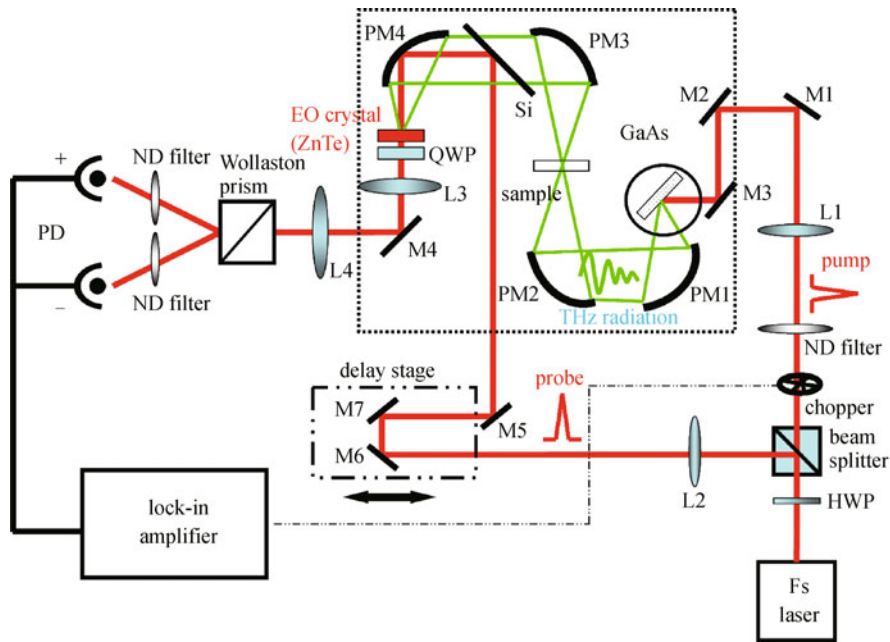 PM4
PM3
Si
M2
M1
EO crystal
(ZnTe)
GaAs
QWP
Wollaston
prism
ND filter
+
sample
M3
L3
L1
PD
M4
L4
pump
−
ND filter
PM2
PM1
THz radiation
ND filter
delay stage
probe
chopper
M7
M5
beam
splitter
M6
L2
HWP
lock-in
amplifier
Fs
laser